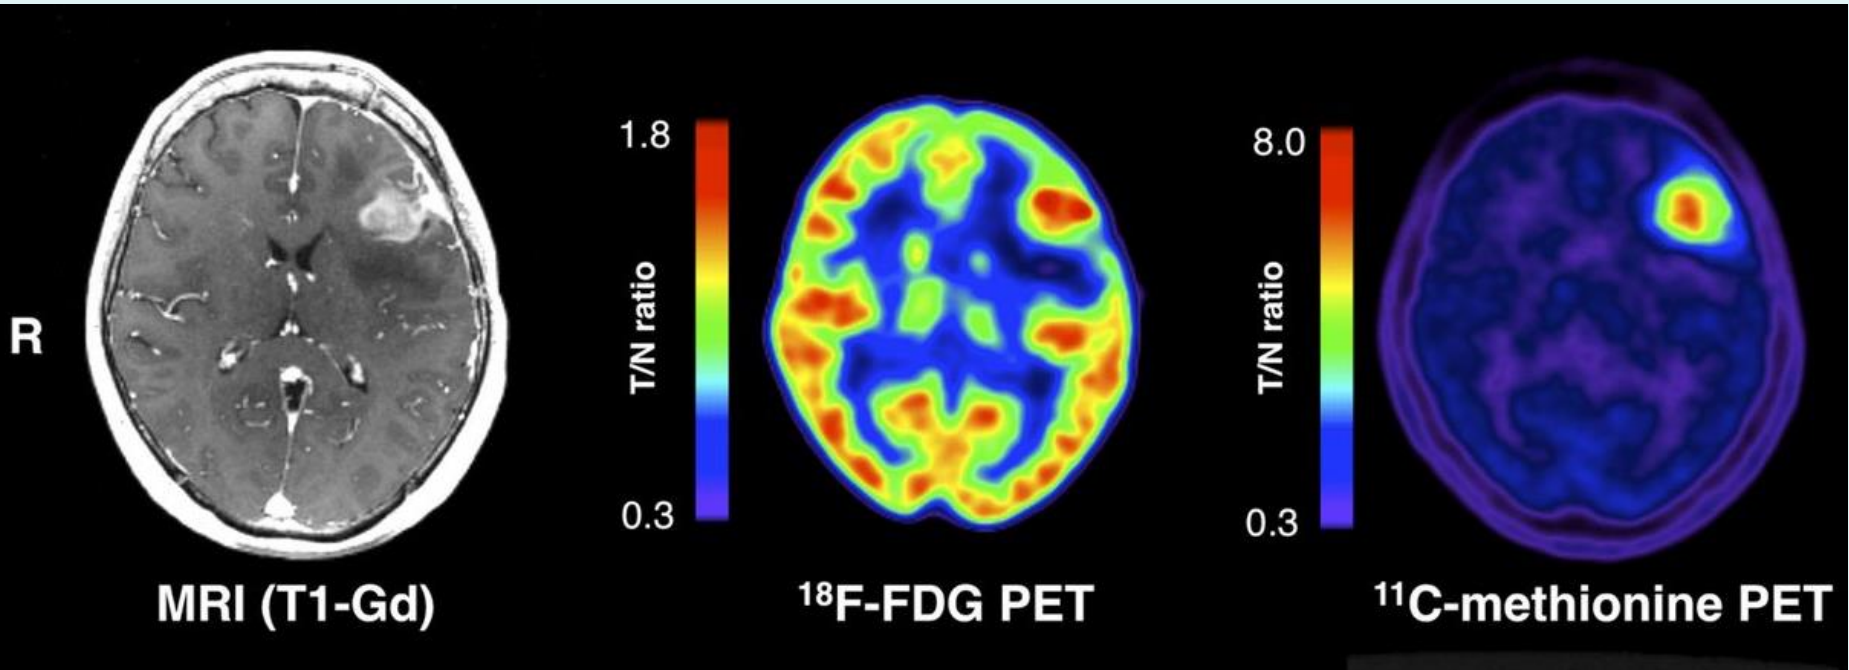 R
1.8
T/N ratio
0.3
8.0
T/N ratio
0.3
MRI (T1-Gd)
¹⁸F-FDG PET
¹¹C-methionine PET